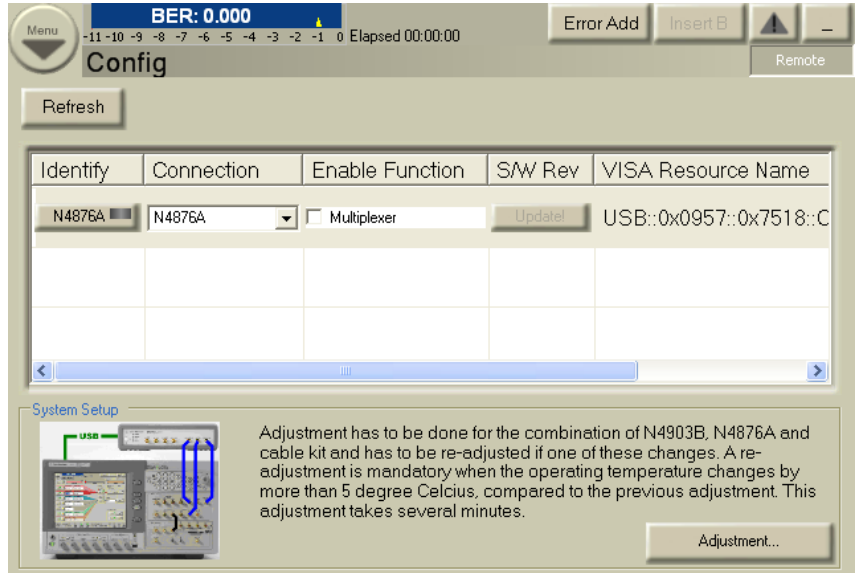 Menu
BER: 0.000
-11 -10 -9 -8 -7 -6 -5 -4 -3 -2 -1 0 Elapsed 00:00:00
Error Add
Insert B
_
Config
Remote
Refresh
Identify Connection Enable Function S/W Rev VISA Resource Name
N4876A N4876A Multiplexer Update! USB::0x0957::0x7518::C
System Setup
USB
Adjustment has to be done for the combination of N4903B, N4876A and
cable kit and has to be re-adjusted if one of these changes. A re-
adjustment is mandatory when the operating temperature changes by
more than 5 degree Celcius, compared to the previous adjustment. This
adjustment takes several minutes.
Adjustment...